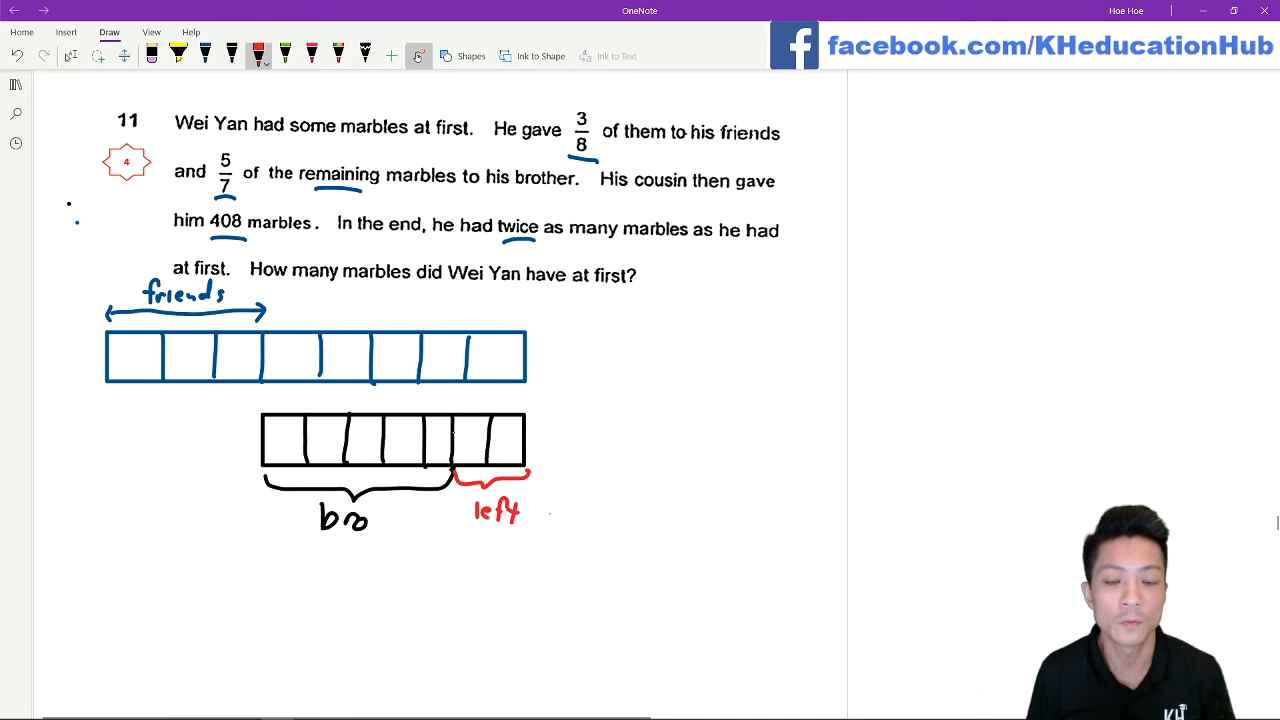 OneNote
Hoe Hoe
Home Insert Draw View Help
Shapes Ink to Shape Ink to Text
facebook.com/KHeducationHub
11 Wei Yan had some marbles at first. He gave 3/8 of them to his friends
4
and 5/7 of the remaining marbles to his brother. His cousin then gave
him 408 marbles. In the end, he had twice as many marbles as he had
at first. How many marbles did Wei Yan have at first?
friends
bro
left
KH